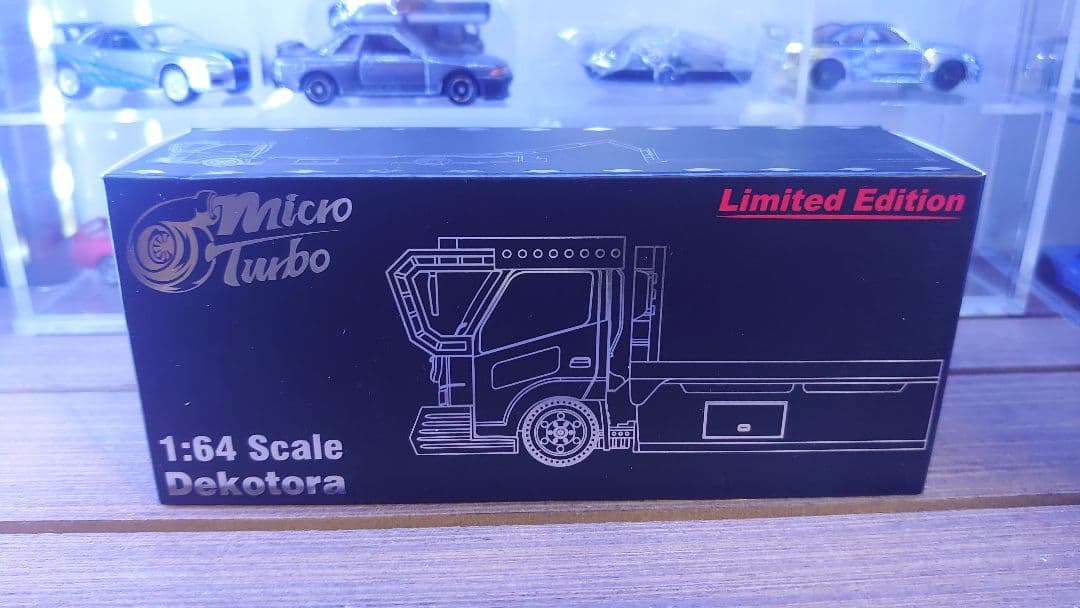 Micro
Turbo
Limited Edition
1:64 Scale
Dekotora